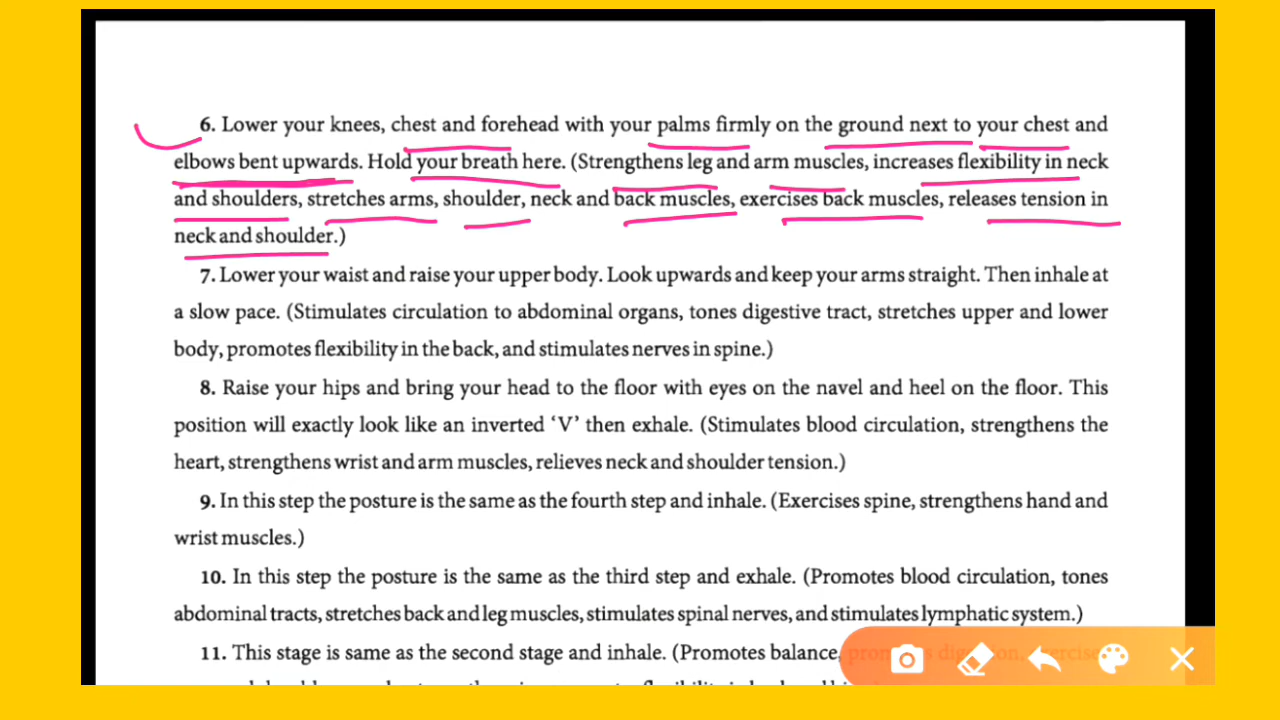 6. Lower your knees, chest and forehead with your palms firmly on the ground next to your chest and
elbows bent upwards. Hold your breath here. (Strengthens leg and arm muscles, increases flexibility in neck
and shoulders, stretches arms, shoulder, neck and back muscles, exercises back muscles, releases tension in
neck and shoulder.)
7. Lower your waist and raise your upper body. Look upwards and keep your arms straight. Then inhale at
a slow pace. (Stimulates circulation to abdominal organs, tones digestive tract, stretches upper and lower
body, promotes flexibility in the back, and stimulates nerves in spine.)
8. Raise your hips and bring your head to the floor with eyes on the navel and heel on the floor. This
position will exactly look like an inverted ‘V’ then exhale. (Stimulates blood circulation, strengthens the
heart, strengthens wrist and arm muscles, relieves neck and shoulder tension.)
9. In this step the posture is the same as the fourth step and inhale. (Exercises spine, strengthens hand and
wrist muscles.)
10. In this step the posture is the same as the third step and exhale. (Promotes blood circulation, tones
abdominal tracts, stretches back and leg muscles, stimulates spinal nerves, and stimulates lymphatic system.)
11. This stage is same as the second stage and inhale. (Promotes balance,